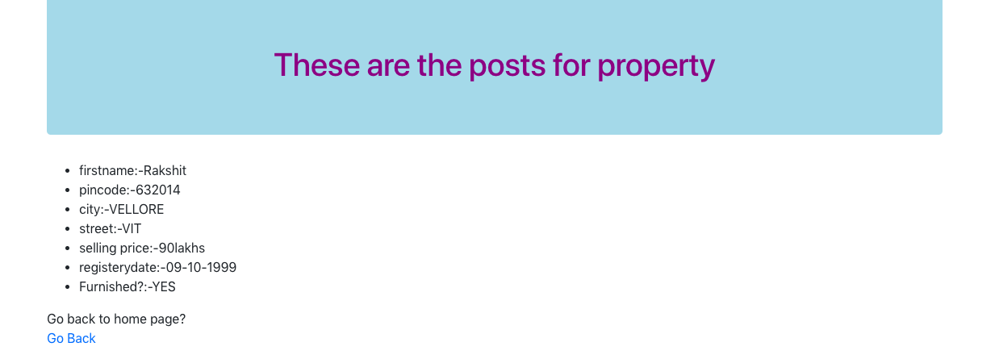 These are the posts for property
firstname:-Rakshit
pincode:-632014
city:-VELLORE
street:-VIT
selling price:-90lakhs
registerydate:-09-10-1999
Furnished?:-YES
Go back to home page?
Go Back